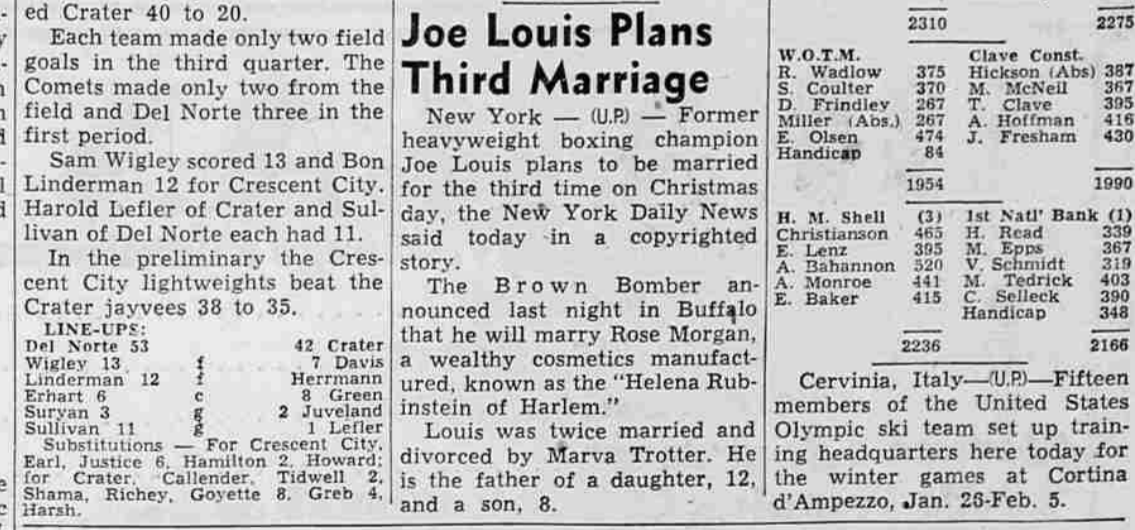 ed Crater 40 to 20.
Each team made only two field
goals in the third quarter. The
Comets made only two from the
field and Del Norte three in the
first period.
Sam Wigley scored 13 and Bon
Linderman 12 for Crescent City.
Harold Lefler of Crater and Sul-
livan of Del Norte each had 11.
In the preliminary the Cres-
cent City lightweights beat the
Crater jayvees 38 to 35.
LINE-UPS:
Del Norte 53 42 Crater
Wigley 13 f 7 Davis
Linderman 12 f Herrmann
Erhart 6 c 8 Green
Suryan 3 g 2 Juveland
Sullivan 11 g 1 Lefler
Substitutions — For Crescent City,
Earl, Justice 6, Hamilton 2, Howard;
for Crater, Callender, Tidwell 2,
Shama, Richey, Goyette 8, Greb 4,
Harsh.
Joe Louis Plans
Third Marriage
New York — (U.P.) — Former
heavyweight boxing champion
Joe Louis plans to be married
for the third time on Christmas
day, the New York Daily News
said today in a copyrighted
story.
The Brown Bomber an-
nounced last night in Buffalo
that he will marry Rose Morgan,
a wealthy cosmetics manufact-
ured, known as the "Helena Rub-
instein of Harlem."
Louis was twice married and
divorced by Marva Trotter. He
is the father of a daughter, 12,
and a son, 8.
2310 2275
W.O.T.M. Clave Const.
R. Wadlow 375 Hickson (Abs) 387
S. Coulter 370 M. McNeil 367
D. Frindley 267 T. Clave 395
Miller (Abs.) 267 A. Hoffman 416
E. Olsen 474 J. Fresham 430
Handicap 84
1954 1990
H. M. Shell (3) 1st Natl' Bank (1)
Christianson 465 H. Read 339
E. Lenz 395 M. Epps 367
A. Bahannon 520 V. Schmidt 319
A. Monroe 441 M. Tedrick 403
E. Baker 415 C. Selleck 390
Handicap 348
2236 2166
Cervinia, Italy—(U.P.)—Fifteen
members of the United States
Olympic ski team set up train-
ing headquarters here today for
the winter games at Cortina
d'Ampezzo, Jan. 26-Feb. 5.